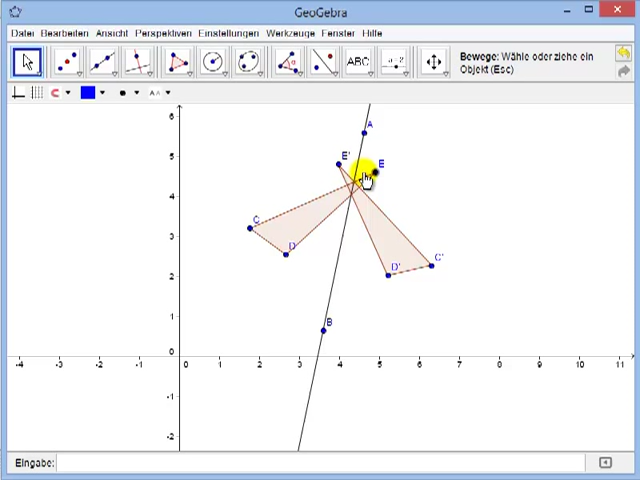 GeoGebra
Datei Bearbeiten Ansicht Perspektiven Einstellungen Werkzeuge Fenster Hilfe
ABC
a=2
Bewege: Wähle oder ziehe ein
Objekt (Esc)
A A
6
A
5
E'
E
4
C
3
D
C'
D'
2
1
B
0
-4 -3 -2 -1 0 1 2 3 4 5 6 7 8 9 10 11
-1
-2
Eingabe: